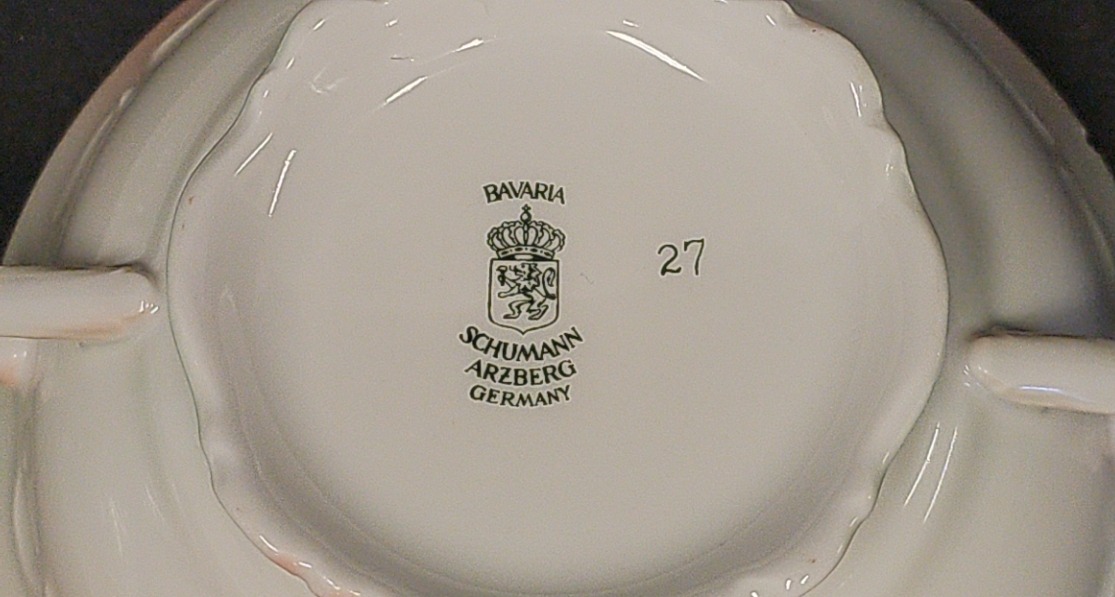 BAVARIA
27
SCHUMANN
ARZBERG
GERMANY